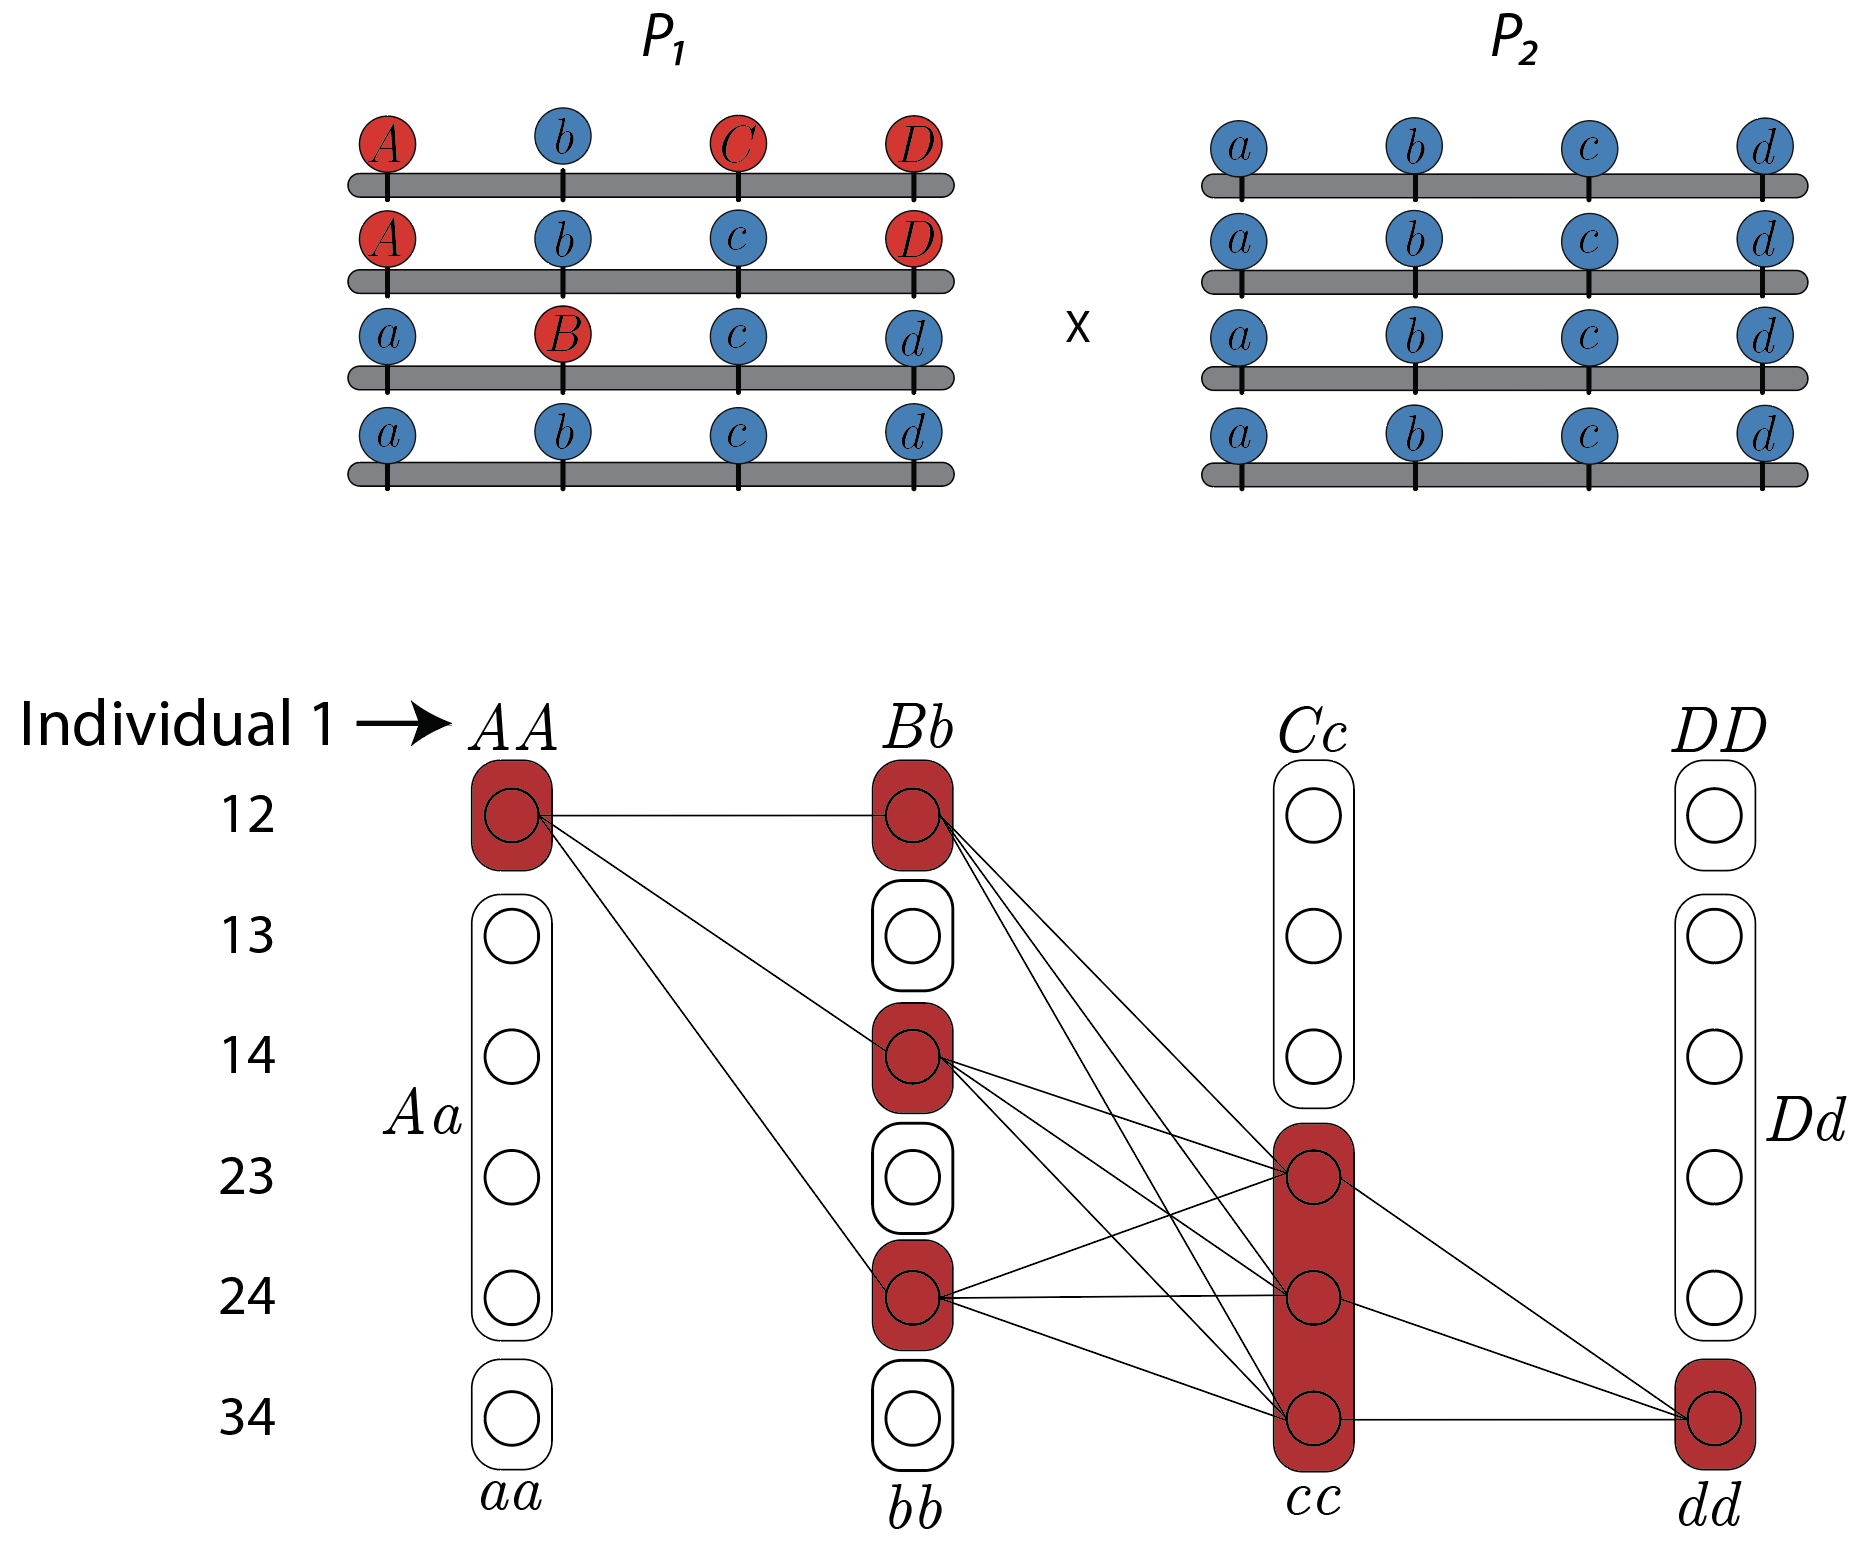 P1 P2
A b C D a b c d
A b c D a b c d
a B c d a b c d
X
a b c d a b c d
Individual 1 AA Bb Cc DD
12
13
14
Aa Dd
23
24
34
aa bb cc dd